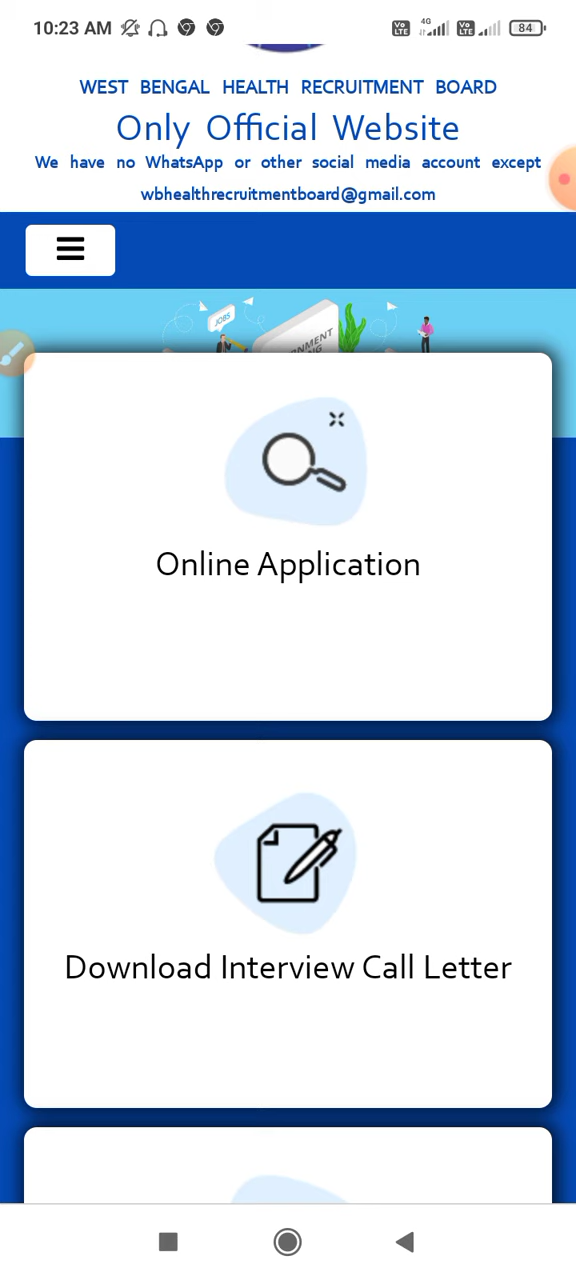 10:23 AM
4G
84
WEST BENGAL HEALTH RECRUITMENT BOARD
Only Official Website
We have no WhatsApp or other social media account except
wbhealthrecruitmentboard@gmail.com
JOBS
Online Application
Download Interview Call Letter